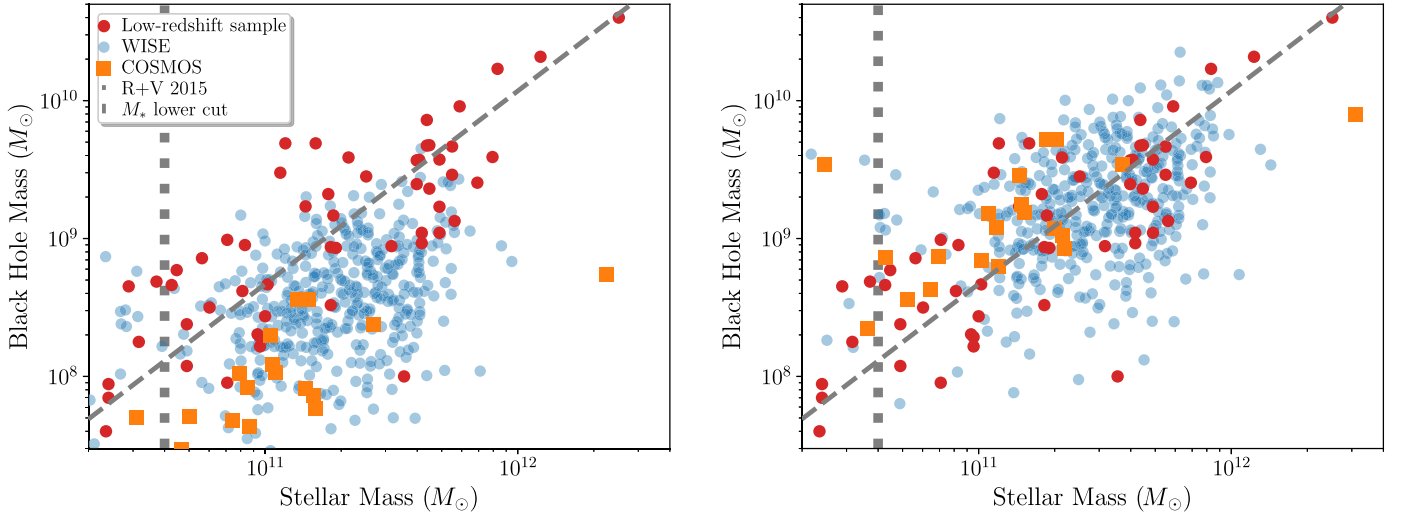 Low-redshift sample
WISE
COSMOS
R+V 2015
M* lower cut
10^10
10^9
10^8
Black Hole Mass (M⊙)
10^11
10^12
Stellar Mass (M⊙)
10^10
10^9
10^8
Black Hole Mass (M⊙)
10^11
10^12
Stellar Mass (M⊙)